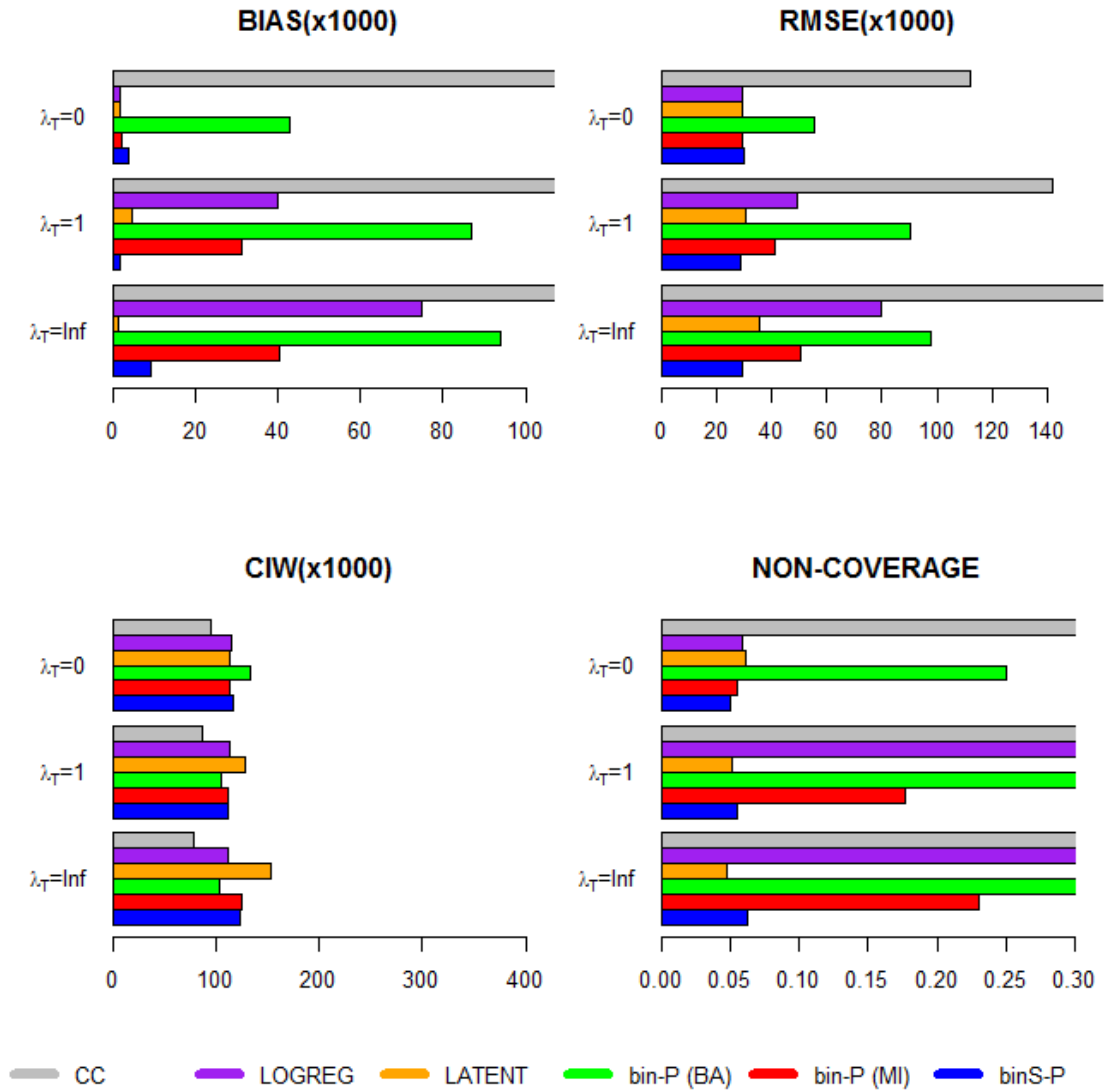 BIAS(x1000)
λT=0
λT=1
λT=Inf
0 20 40 60 80 100
RMSE(x1000)
λT=0
λT=1
λT=Inf
0 20 40 60 80 100 120 140
CIW(x1000)
λT=0
λT=1
λT=Inf
0 100 200 300 400
NON-COVERAGE
λT=0
λT=1
λT=Inf
0.00 0.05 0.10 0.15 0.20 0.25 0.30
CC LOGREG LATENT bin-P (BA) bin-P (MI) binS-P